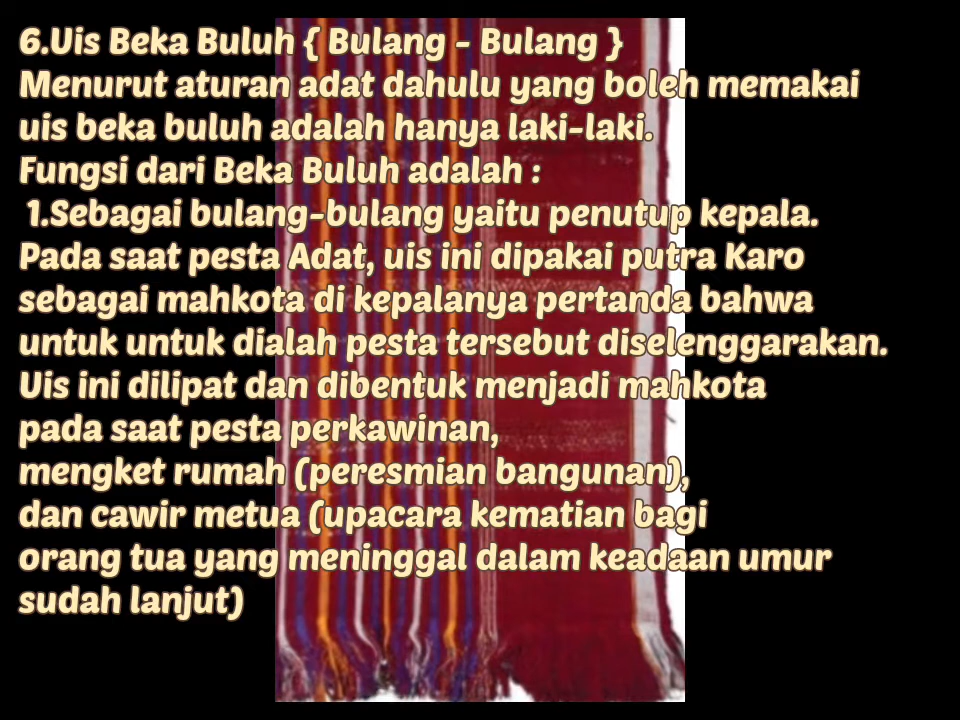 6.Uis Beka Buluh { Bulang - Bulang }
Menurut aturan adat dahulu yang boleh memakai
uis beka buluh adalah hanya laki-laki.
Fungsi dari Beka Buluh adalah :
1.Sebagai bulang-bulang yaitu penutup kepala.
Pada saat pesta Adat, uis ini dipakai putra Karo
sebagai mahkota di kepalanya pertanda bahwa
untuk untuk dialah pesta tersebut diselenggarakan.
Uis ini dilipat dan dibentuk menjadi mahkota
pada saat pesta perkawinan,
mengket rumah (peresmian bangunan),
dan cawir metua (upacara kematian bagi
orang tua yang meninggal dalam keadaan umur
sudah lanjut)